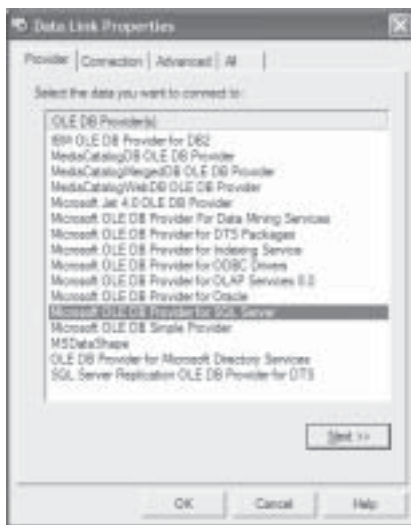 Data Link Properties
Provider Connection Advanced All
Select the data you want to connect to:
OLE DB Provider(s)
IBM OLE DB Provider for DB2
MediaCatalogDB OLE DB Provider
MediaCatalogMergedDB OLE DB Provider
MediaCatalogWebDB OLE DB Provider
Microsoft Jet 4.0 OLE DB Provider
Microsoft OLE DB Provider For Data Mining Services
Microsoft OLE DB Provider for DTS Packages
Microsoft OLE DB Provider for Indexing Service
Microsoft OLE DB Provider for ODBC Drivers
Microsoft OLE DB Provider for OLAP Services 8.0
Microsoft OLE DB Provider for Oracle
Microsoft OLE DB Provider for SQL Server
Microsoft OLE DB Simple Provider
MSDataShape
OLE DB Provider for Microsoft Directory Services
SQL Server Replication OLE DB Provider for DTS
Next >>
OK Cancel Help